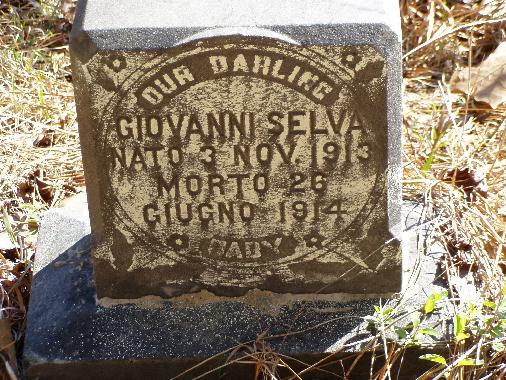 OUR DARLING
GIOVANNI SELVA
NATO 3 NOV. 1913
MORTO 26
GIUGNO 1914
BABY